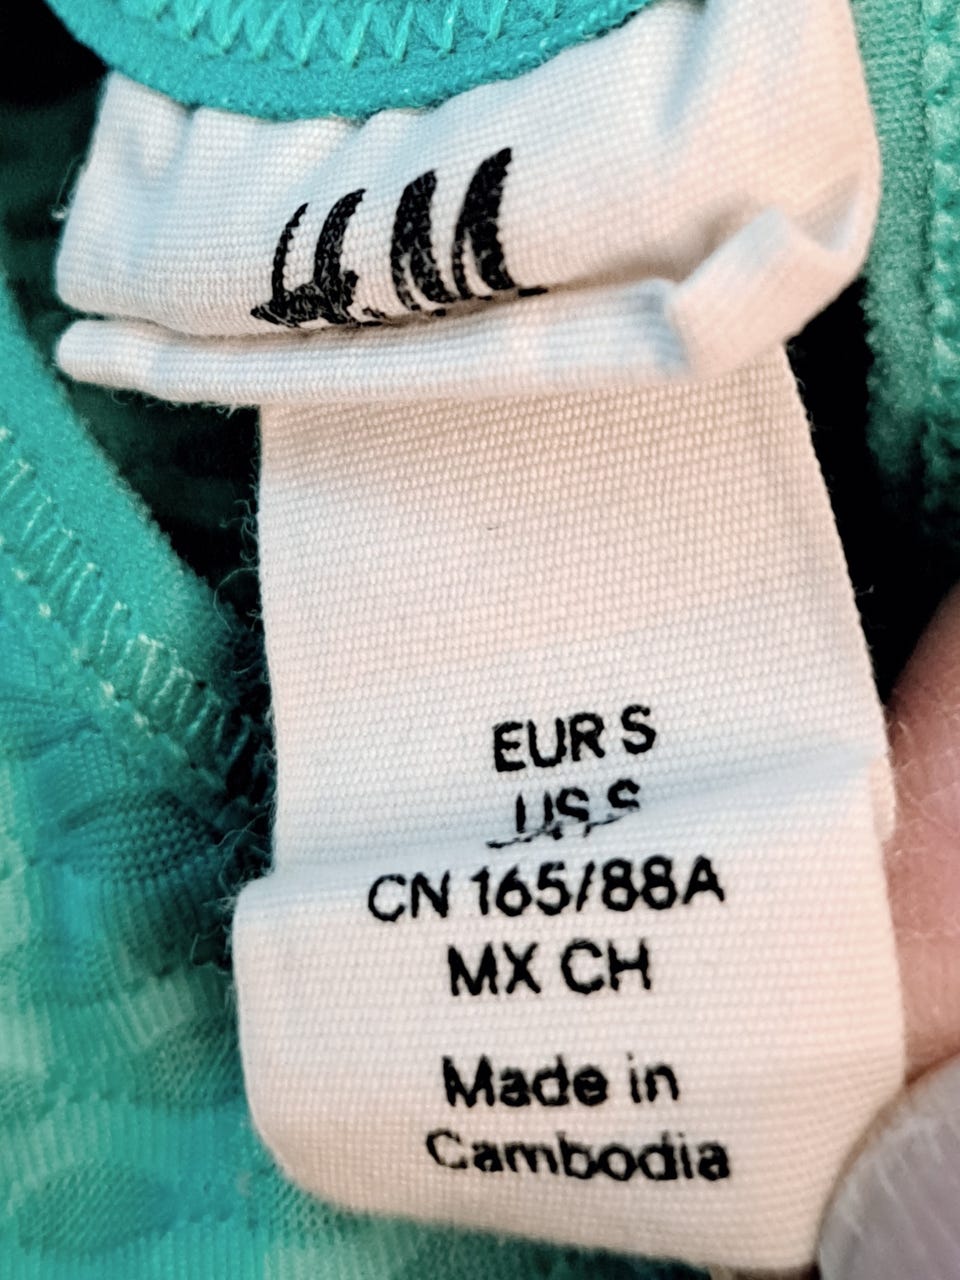 EUR S
US S
CN 165/88A
MX CH
Made in
Cambodia